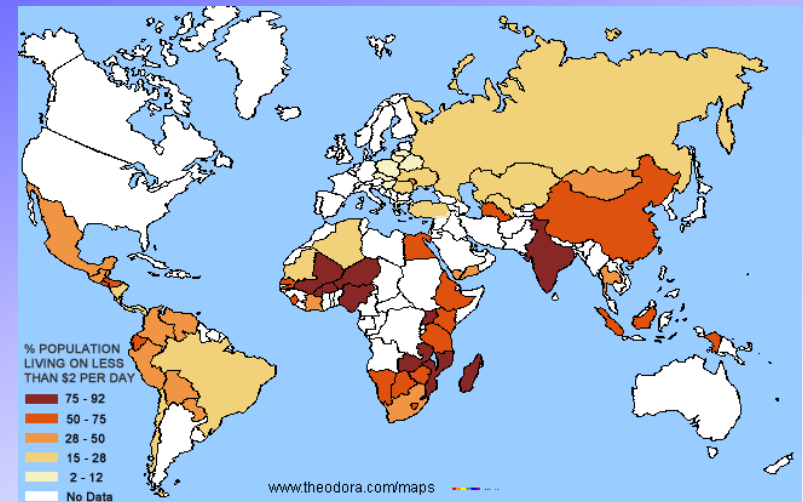 % POPULATION
LIVING ON LESS
THAN $2 PER DAY
75 - 92
50 - 75
28 - 50
15 - 28
2 - 12
No Data
www.theodora.com/maps